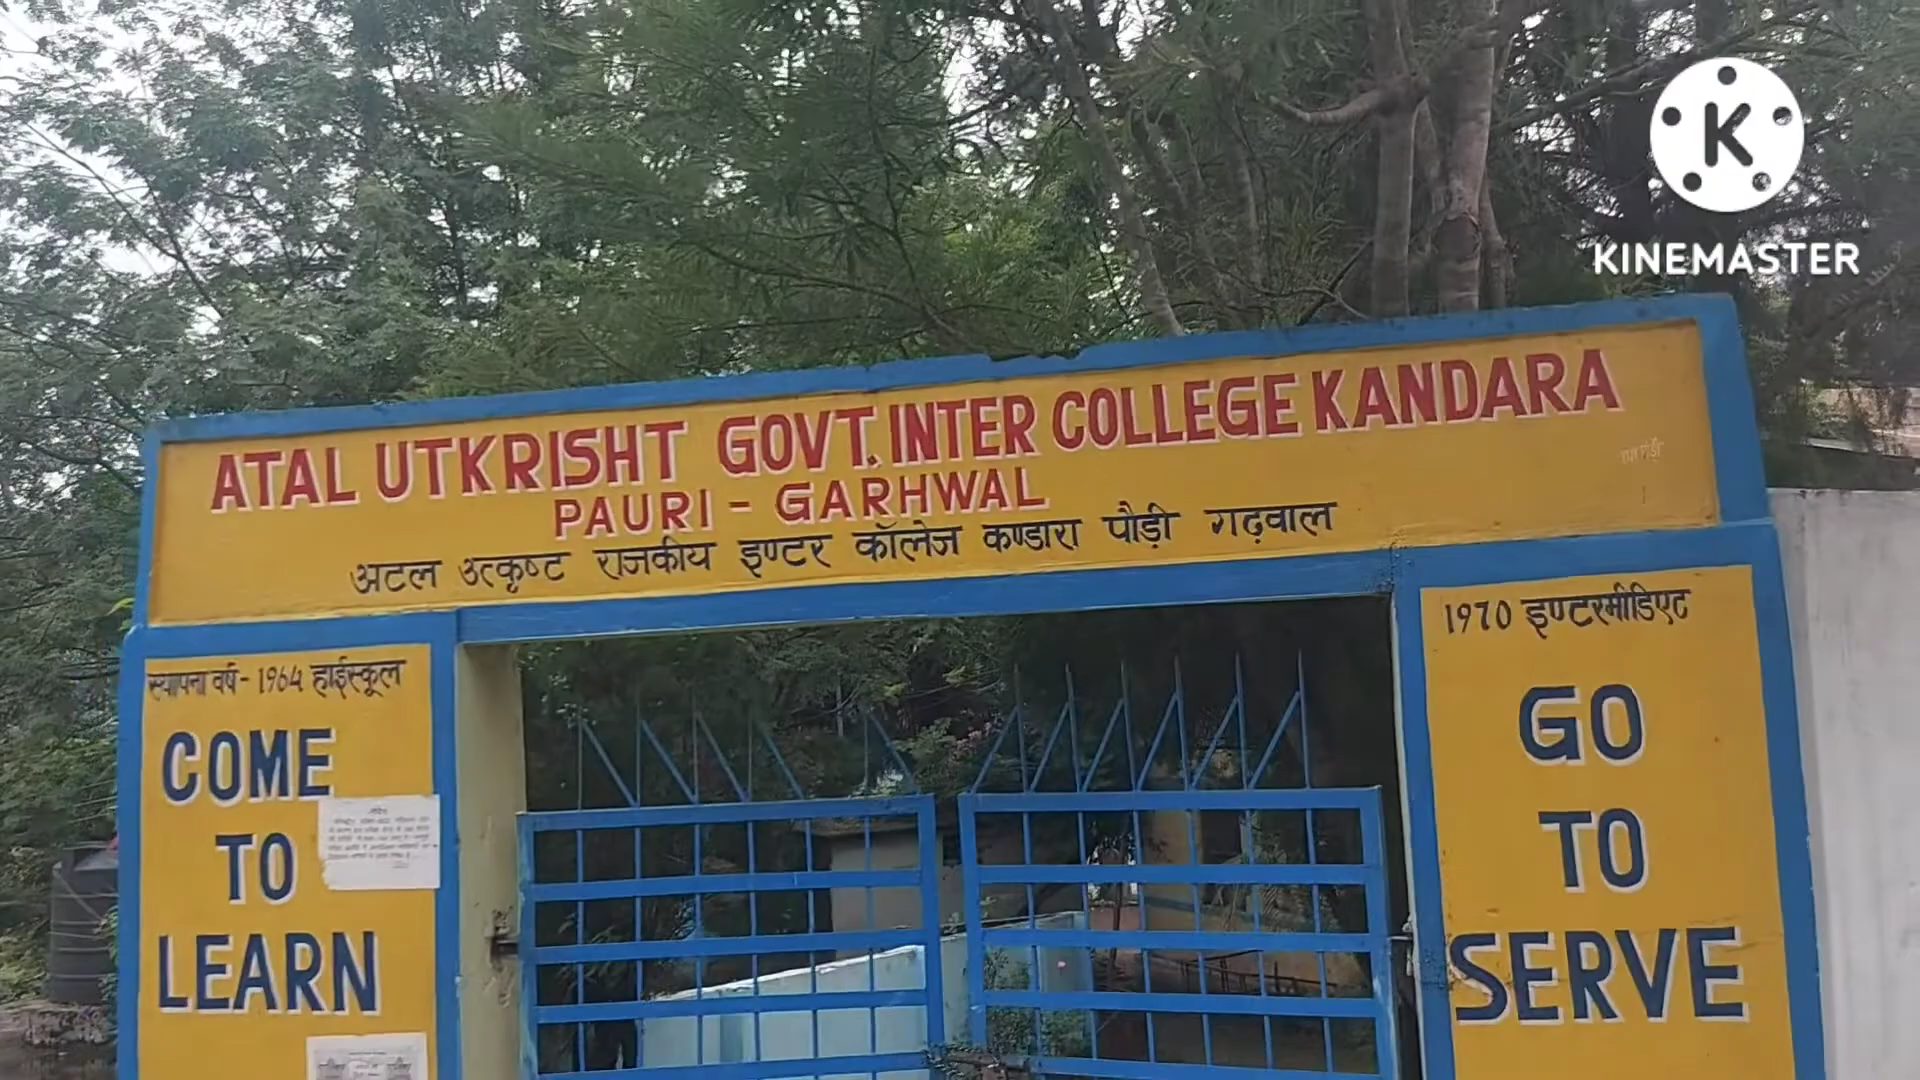 K
KINEMASTER
ATAL UTKRISHT GOVT. INTER COLLEGE KANDARA
PAURI - GARHWAL
अटल उत्कृष्ट राजकीय इण्टर कॉलेज कण्डारा पौड़ी गढ़वाल
स्थापना वर्ष - 1964 हाईस्कूल
COME
TO
LEARN
1970 इण्टरमीडिएट
GO
TO
SERVE